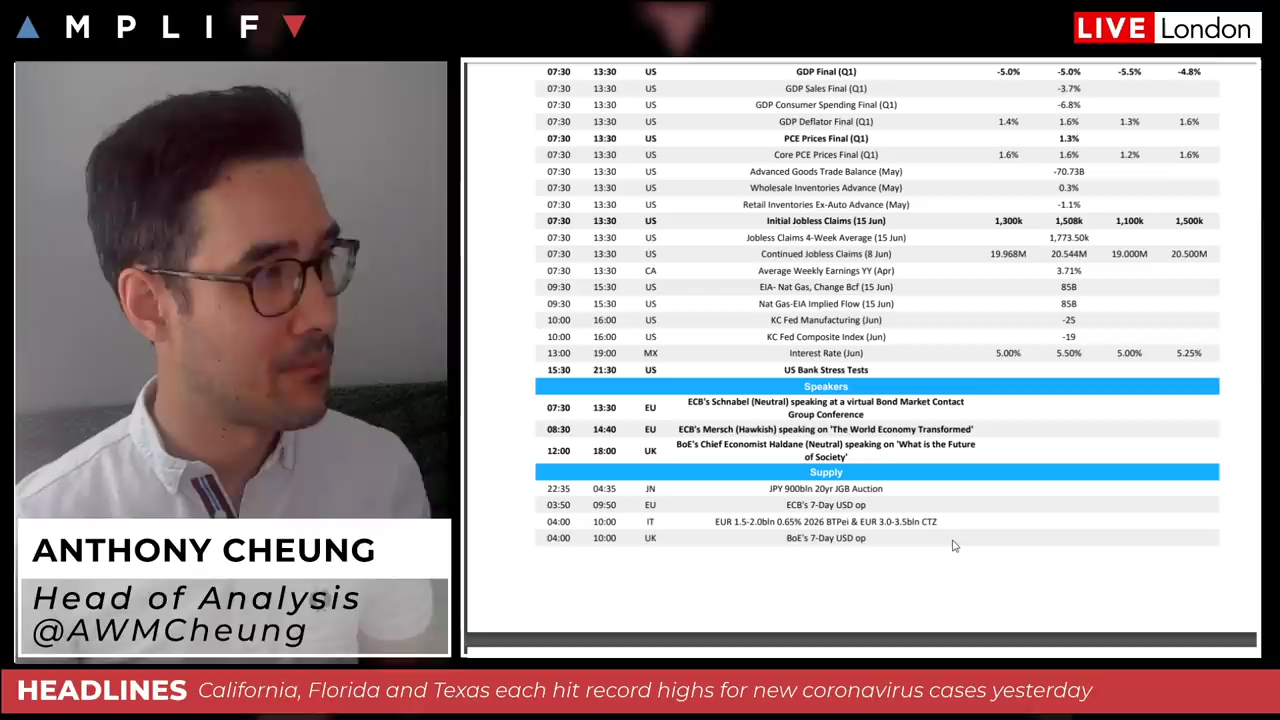 ▲ M P L I F ▼
LIVE London
07:30 13:30 US GDP Final (Q1) -5.0% -5.0% -5.5% -4.8%
07:30 13:30 US GDP Sales Final (Q1) -3.7%
07:30 13:30 US GDP Consumer Spending Final (Q1) -6.8%
07:30 13:30 US GDP Deflator Final (Q1) 1.4% 1.6% 1.3% 1.6%
07:30 13:30 US PCE Prices Final (Q1) 1.3%
07:30 13:30 US Core PCE Prices Final (Q1) 1.6% 1.6% 1.2% 1.6%
07:30 13:30 US Advanced Goods Trade Balance (May) -70.73B
07:30 13:30 US Wholesale Inventories Advance (May) 0.3%
07:30 13:30 US Retail Inventories Ex-Auto Advance (May) -1.1%
07:30 13:30 US Initial Jobless Claims (15 Jun) 1,300k 1,508k 1,100k 1,500k
07:30 13:30 US Jobless Claims 4-Week Average (15 Jun) 1,773.50k
07:30 13:30 US Continued Jobless Claims (8 Jun) 19.968M 20.544M 19.000M 20.500M
07:30 13:30 CA Average Weekly Earnings YY (Apr) 3.71%
09:30 15:30 US EIA- Nat Gas, Change Bcf (15 Jun) 85B
09:30 15:30 US Nat Gas-EIA Implied Flow (15 Jun) 85B
10:00 16:00 US KC Fed Manufacturing (Jun) -25
10:00 16:00 US KC Fed Composite Index (Jun) -19
13:00 19:00 MX Interest Rate (Jun) 5.00% 5.50% 5.00% 5.25%
15:30 21:30 US US Bank Stress Tests
Speakers
07:30 13:30 EU ECB's Schnabel (Neutral) speaking at a virtual Bond Market Contact
Group Conference
08:30 14:40 EU ECB's Mersch (Hawkish) speaking on 'The World Economy Transformed'
12:00 18:00 UK BoE's Chief Economist Haldane (Neutral) speaking on 'What is the Future
of Society'
Supply
22:35 04:35 JN JPY 900bln 20yr JGB Auction
03:50 09:50 EU ECB's 7-Day USD op
04:00 10:00 IT EUR 1.5-2.0bln 0.65% 2026 BTPei & EUR 3.0-3.5bln CTZ
04:00 10:00 UK BoE's 7-Day USD op
ANTHONY CHEUNG
Head of Analysis
@AWMCheung
HEADLINES California, Florida and Texas each hit record highs for new coronavirus cases yesterday